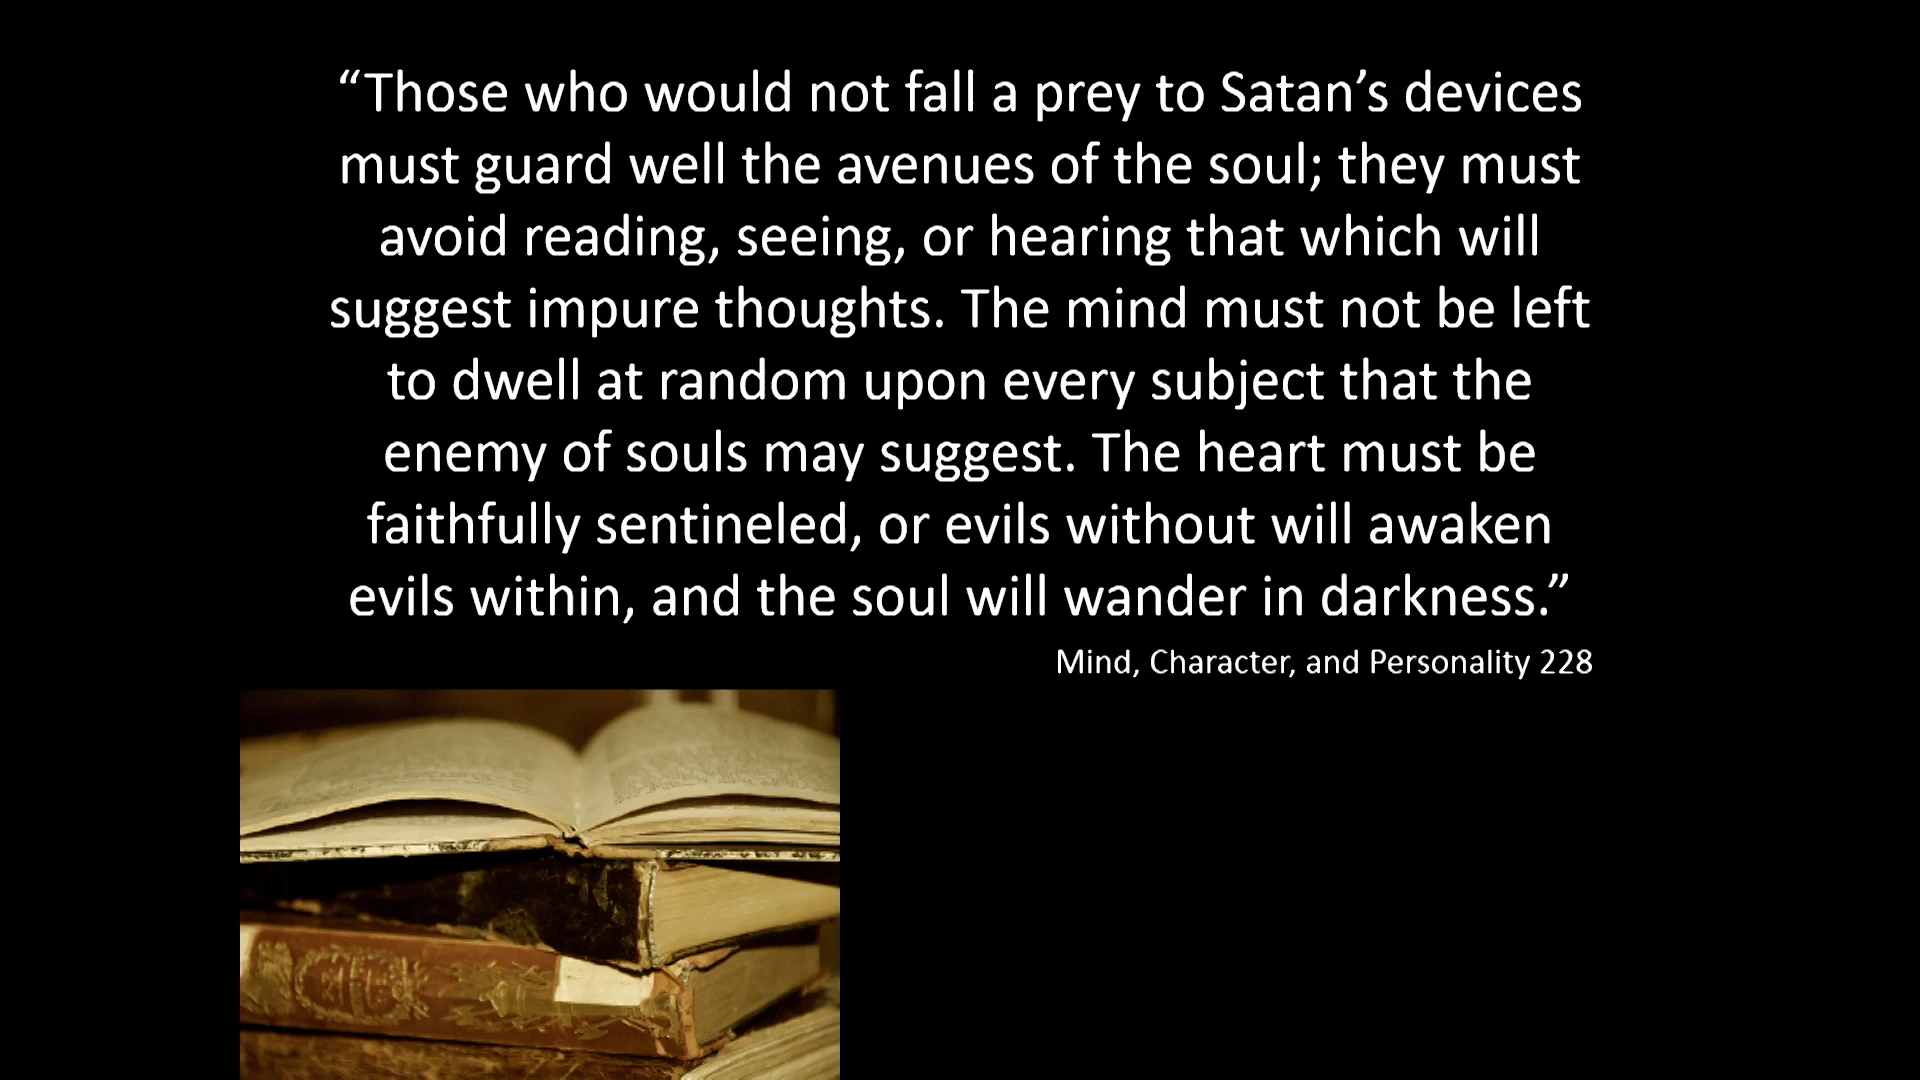 “Those who would not fall a prey to Satan’s devices
must guard well the avenues of the soul; they must
avoid reading, seeing, or hearing that which will
suggest impure thoughts. The mind must not be left
to dwell at random upon every subject that the
enemy of souls may suggest. The heart must be
faithfully sentineled, or evils without will awaken
evils within, and the soul will wander in darkness.”
Mind, Character, and Personality 228